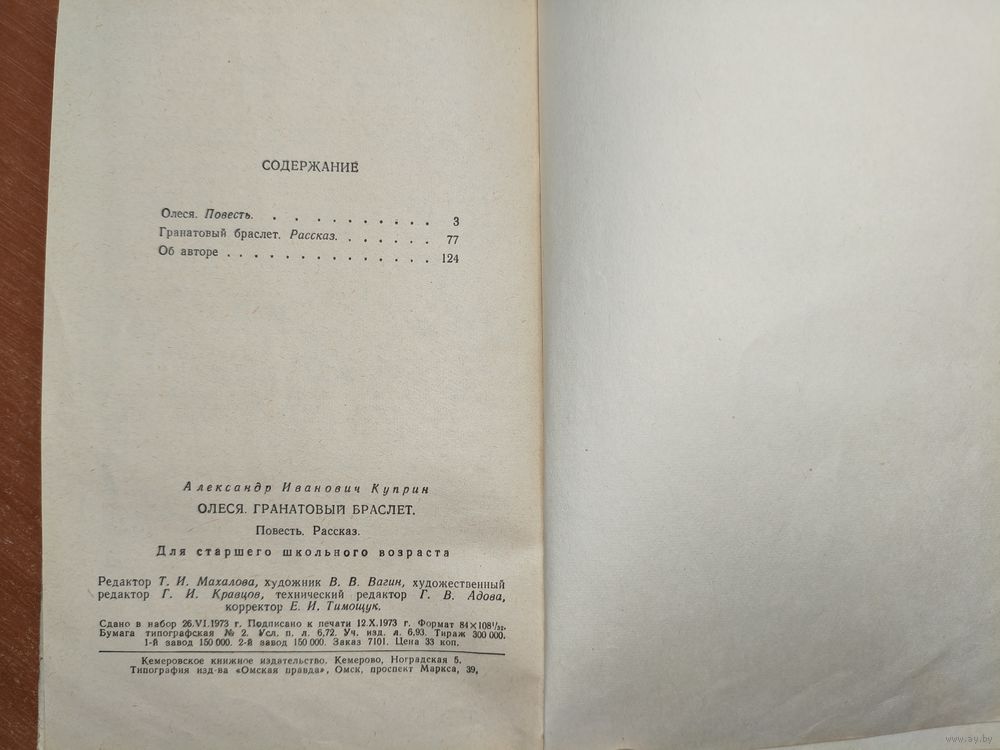 СОДЕРЖАНИЕ
Олеся. Повесть. . . . . . . . . . 3
Гранатовый браслет. Рассказ. . . . . . . 77
Об авторе . . . . . . . . . . . . . . 124
Александр Иванович Куприн
ОЛЕСЯ. ГРАНАТОВЫЙ БРАСЛЕТ.
Повесть. Рассказ.
Для старшего школьного возраста
Редактор Т. И. Махалова, художник В. В. Вагин, художественный
редактор Г. И. Кравцов, технический редактор Г. В. Адова,
корректор Е. И. Тимощук.
Сдано в набор 26.VI.1973 г. Подписано к печати 12.X.1973 г. Формат 84×108¹/₃₂.
Бумага типографская № 2. Усл. п. л. 6,72. Уч. изд. л. 6,93. Тираж 300 000.
1-й завод 150 000. 2-й завод 150 000. Заказ 7101. Цена 33 коп.
Кемеровское книжное издательство. Кемерово, Ноградская 5.
Типография изд-ва «Омская правда», Омск, проспект Маркса, 39,
www.ay.by